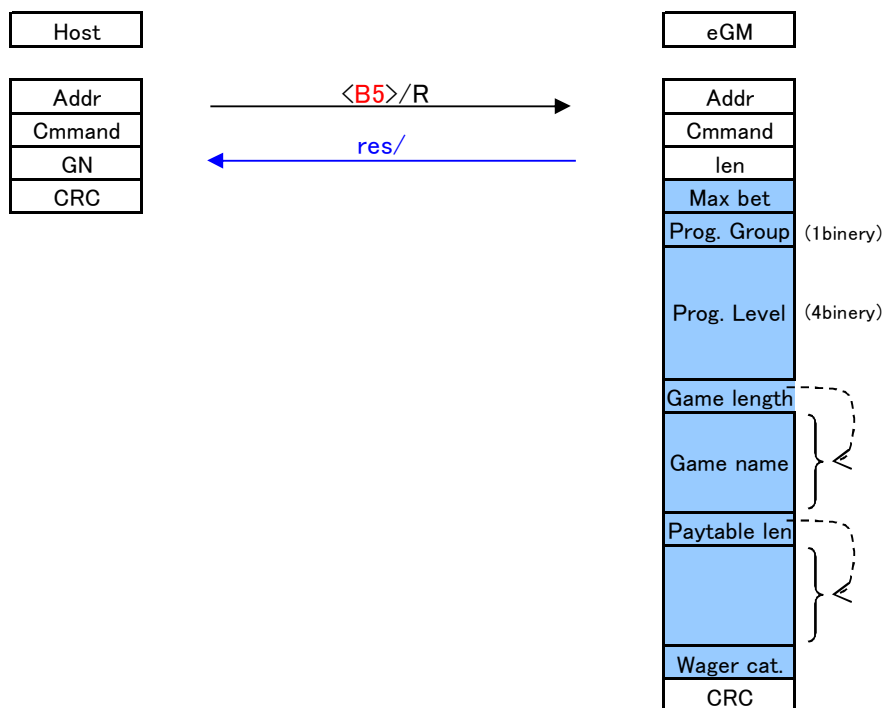 Host
eGM
Addr
Cmmand
GN
CRC
<B5>/R
res/
Addr
Cmmand
len
Max bet
Prog. Group
(1binery)
Prog. Level
(4binery)
Game length
Game name
Paytable len
Wager cat.
CRC